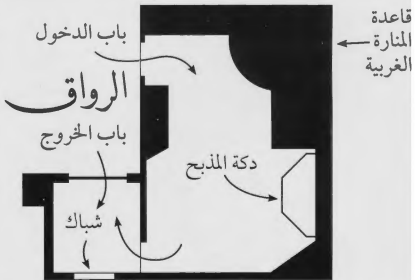 قاعدة
المنارة
الغربية
باب الدخول
الرواق
باب الخروج
دكة المذبح
شباك